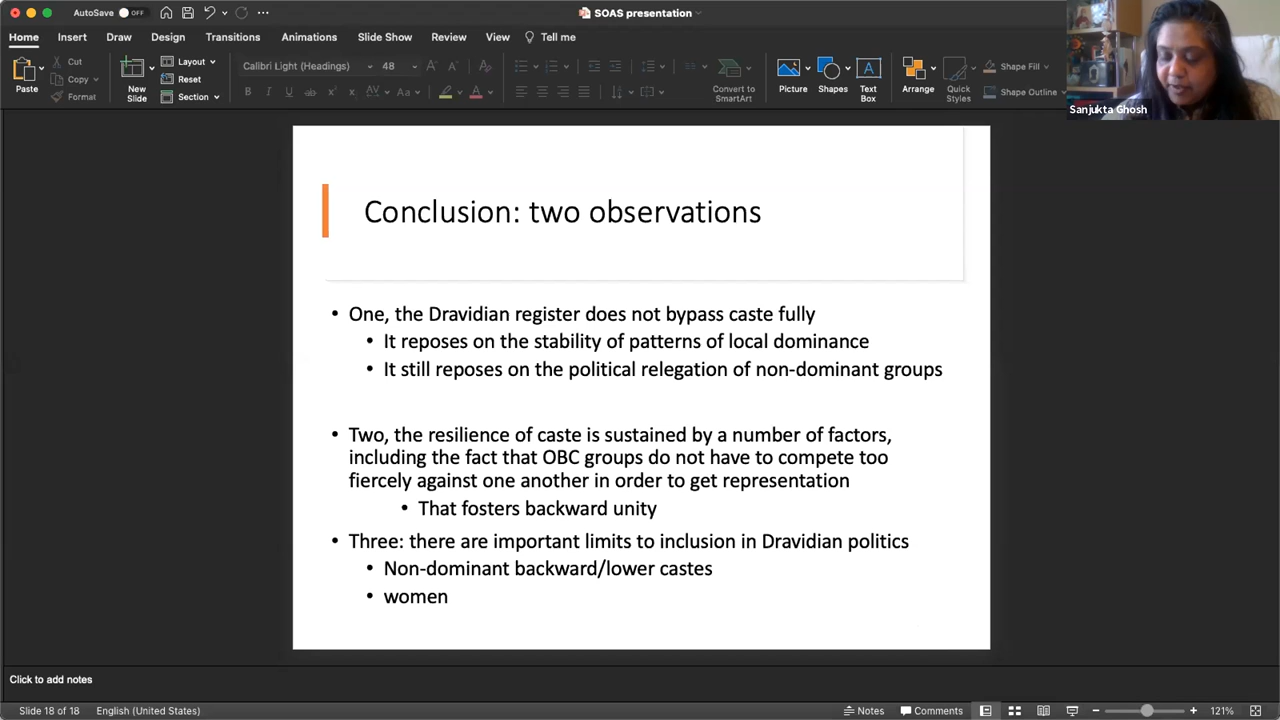 AutoSave OFF
SOAS presentation
Home Insert Draw Design Transitions Animations Slide Show Review View Tell me
Paste
Cut
Copy
Format
New Slide
Layout
Reset
Section
Calibri Light (Headings) 48
Convert to SmartArt
Picture
Shapes
Text Box
Arrange
Quick Styles
Shape Fill
Shape Outline
Sanjukta Ghosh
Conclusion: two observations
• One, the Dravidian register does not bypass caste fully
• It reposes on the stability of patterns of local dominance
• It still reposes on the political relegation of non-dominant groups
• Two, the resilience of caste is sustained by a number of factors,
including the fact that OBC groups do not have to compete too
fiercely against one another in order to get representation
• That fosters backward unity
• Three: there are important limits to inclusion in Dravidian politics
• Non-dominant backward/lower castes
• women
Click to add notes
Slide 18 of 18 English (United States) Notes Comments 121%